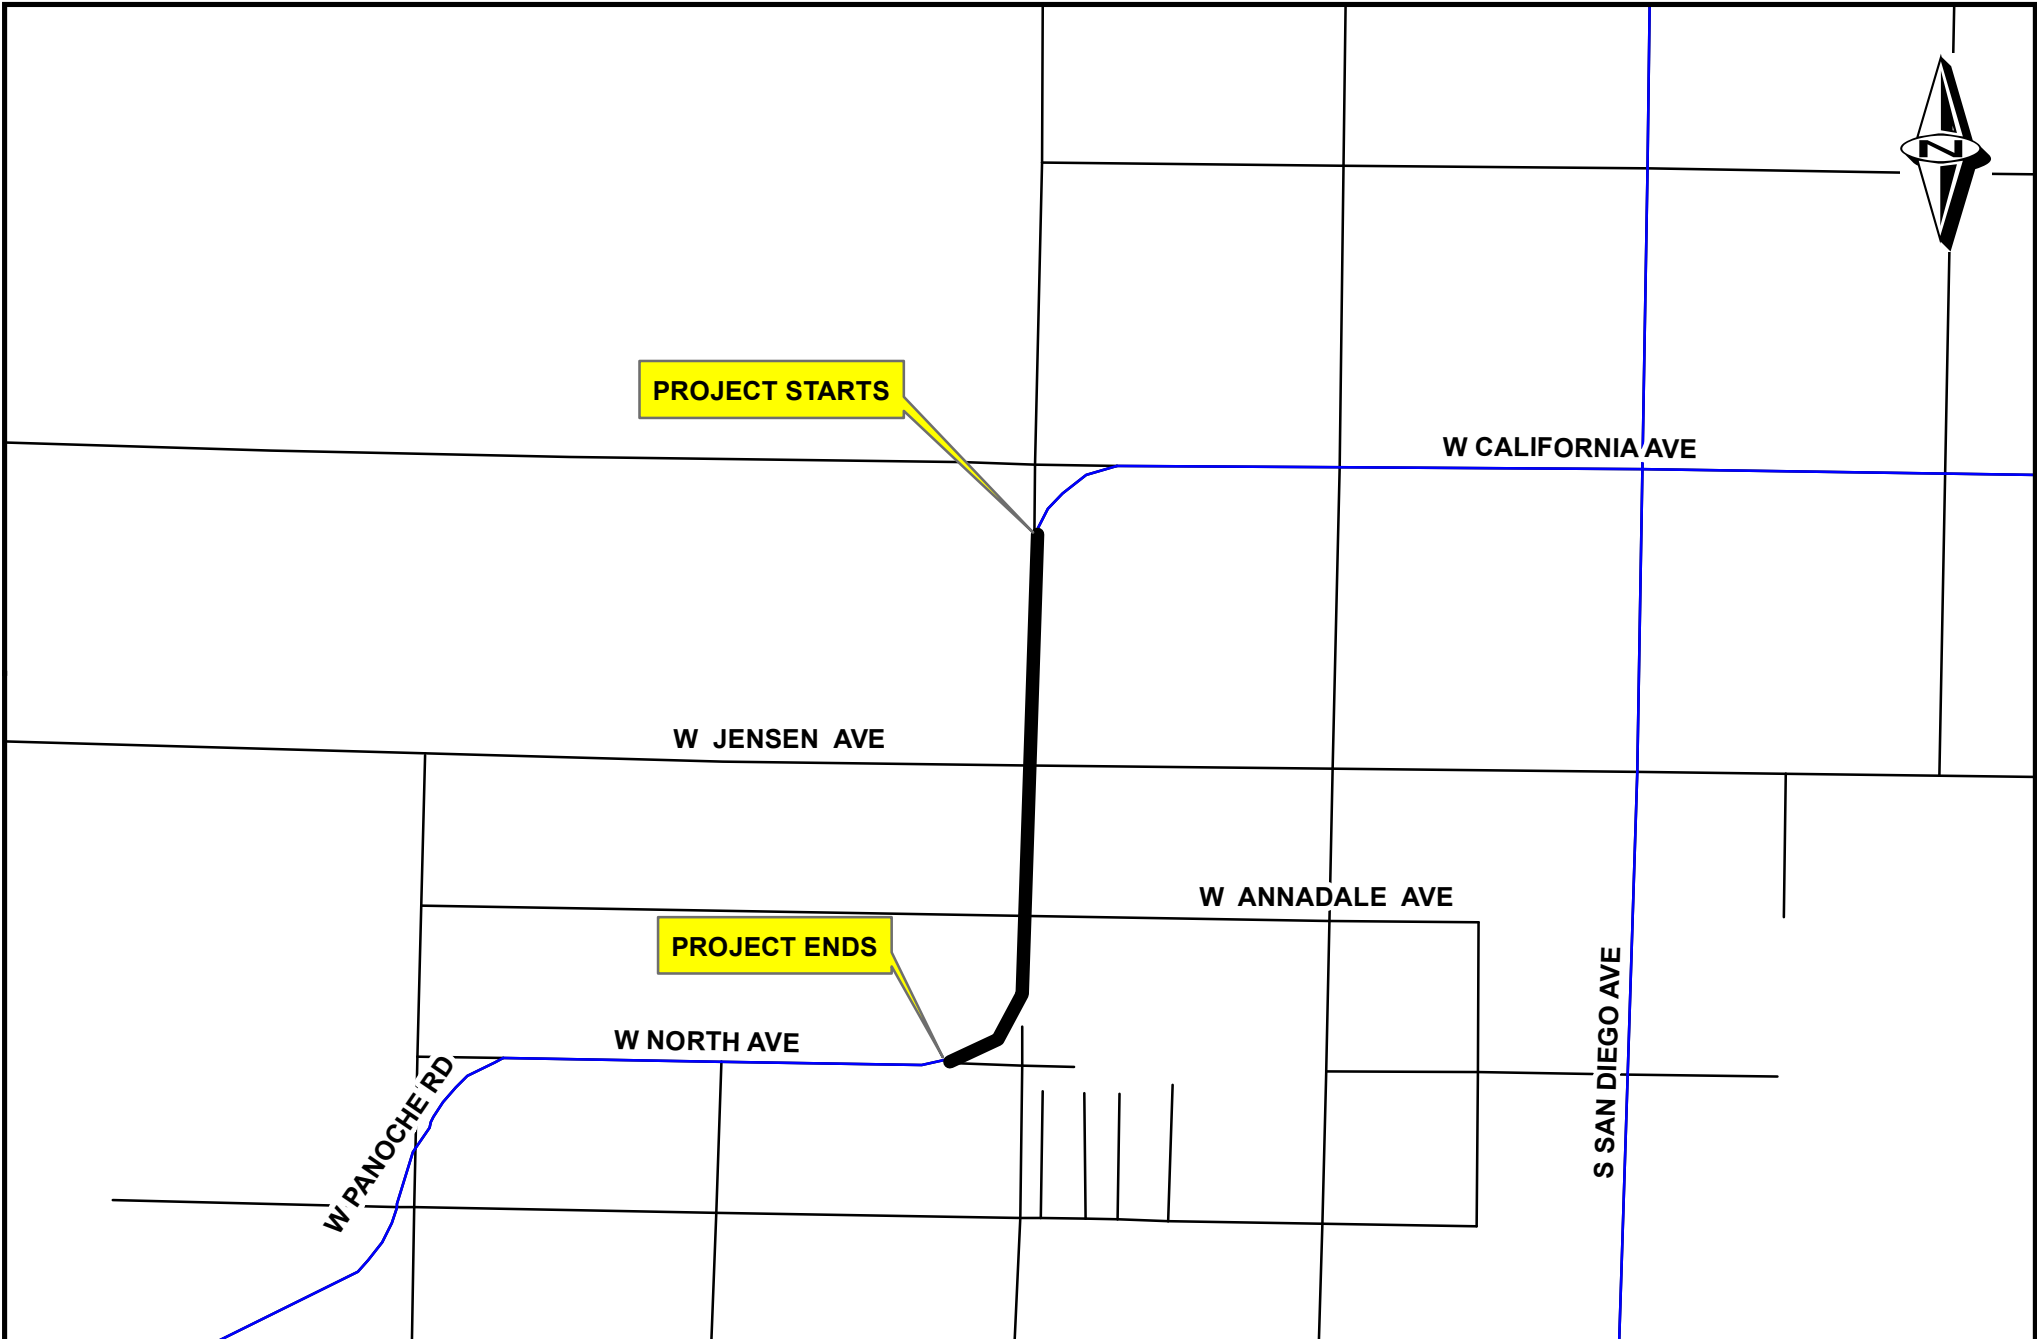 N
PROJECT STARTS
W CALIFORNIA AVE
W JENSEN AVE
W ANNADALE AVE
PROJECT ENDS
W NORTH AVE
S SAN DIEGO AVE
W PANOCHE RD